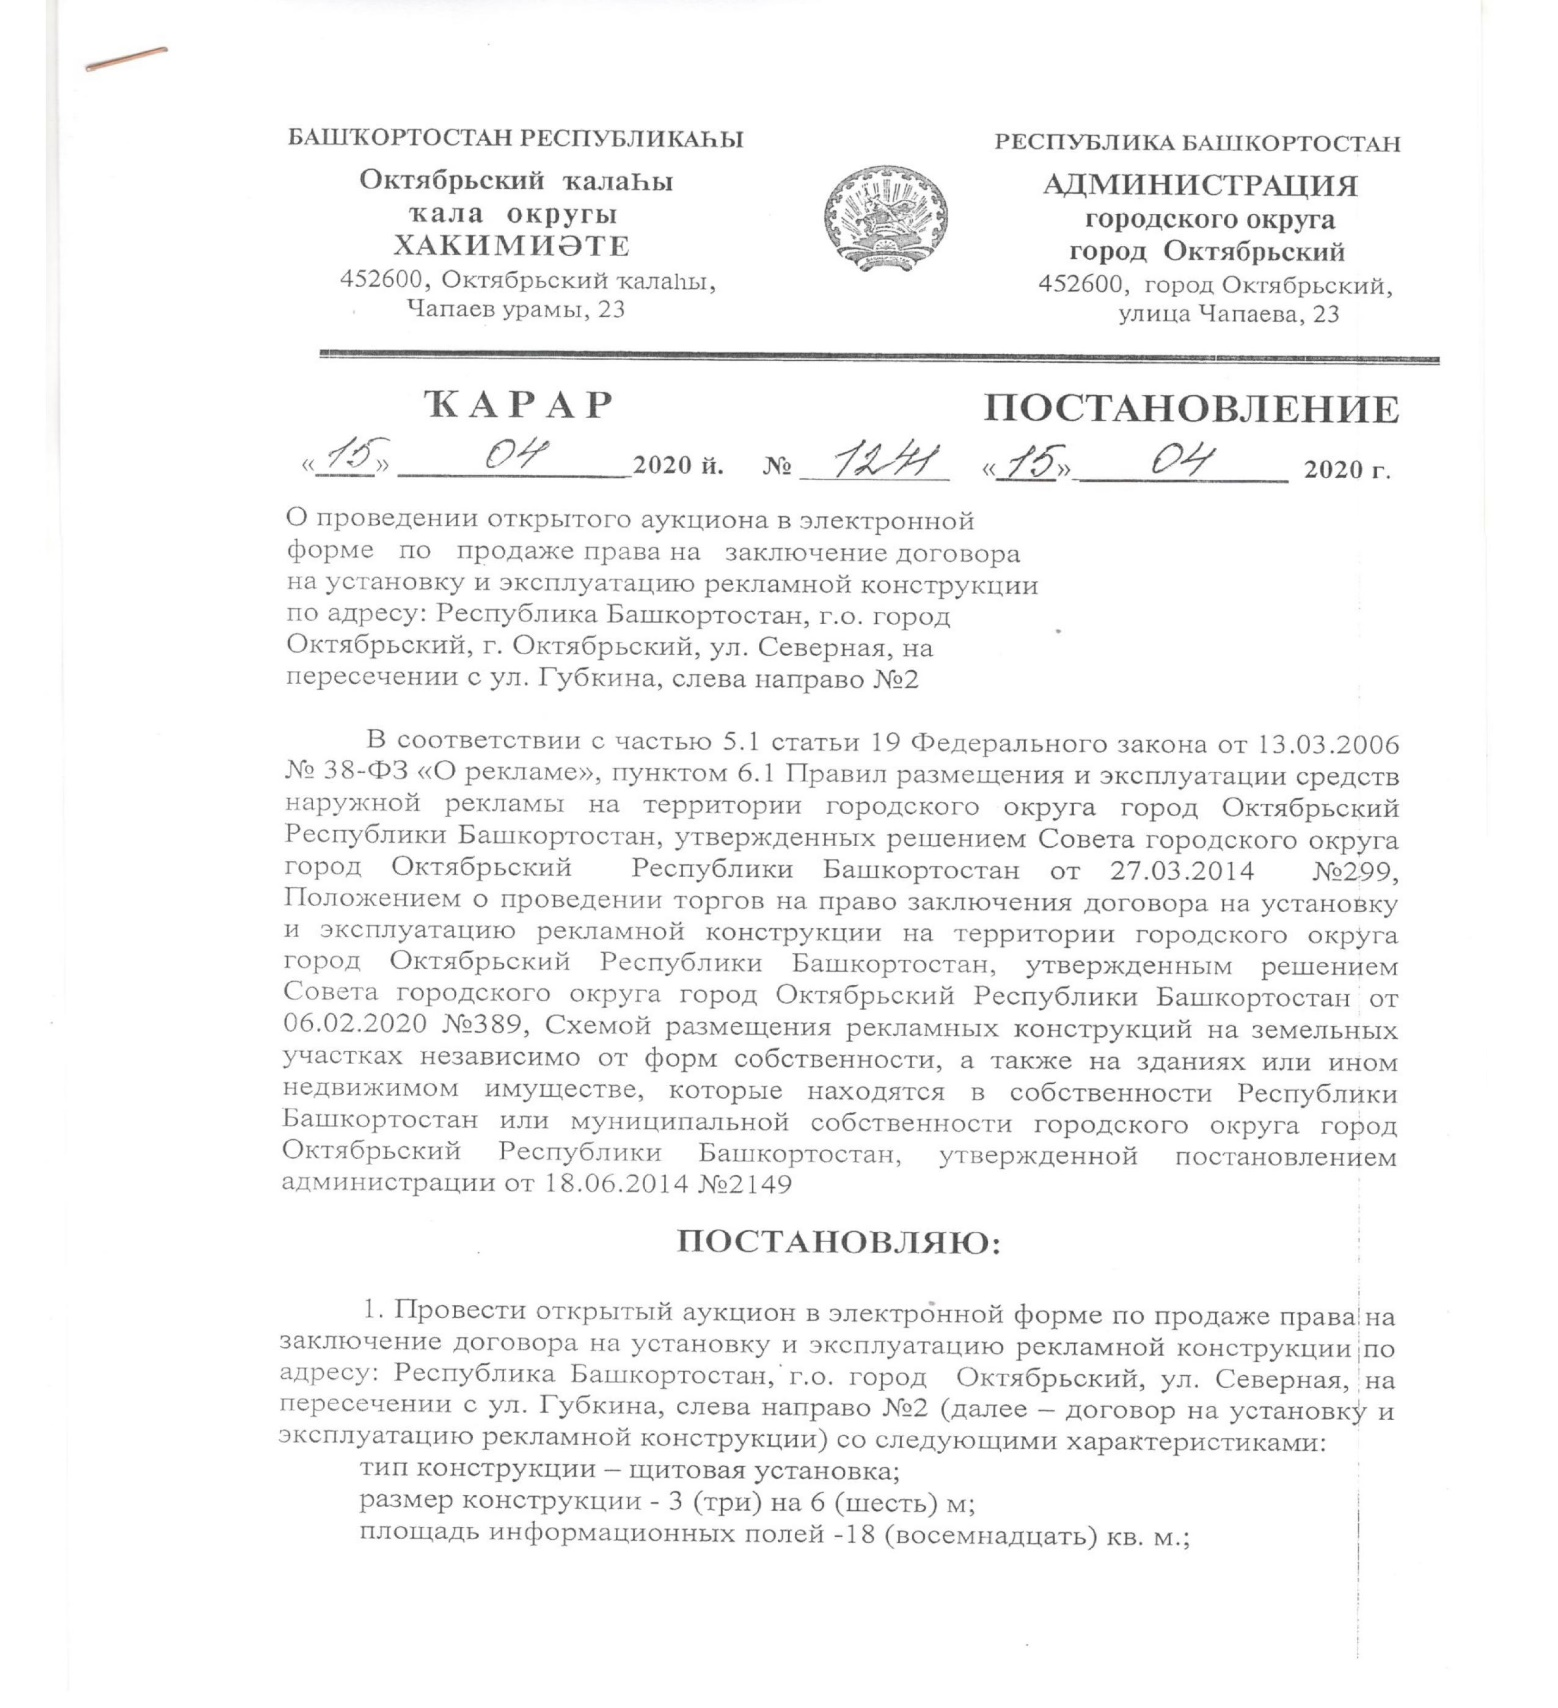 БАШҠОРТОСТАН РЕСПУБЛИКАҺЫ
Октябрьский ҡалаҺы
ҡала округы
ХАКИМИӘТЕ
452600, Октябрьский ҡалаһы,
Чапаев урамы, 23
РЕСПУБЛИКА БАШКОРТОСТАН
АДМИНИСТРАЦИЯ
городского округа
город Октябрьский
452600, город Октябрьский,
улица Чапаева, 23
ҠАРАР
ПОСТАНОВЛЕНИЕ
«15» 04 2020 й. № 1241 «15» 04 2020 г.
О проведении открытого аукциона в электронной
форме по продаже права на заключение договора
на установку и эксплуатацию рекламной конструкции
по адресу: Республика Башкортостан, г.о. город
Октябрьский, г. Октябрьский, ул. Северная, на
пересечении с ул. Губкина, слева направо №2
В соответствии с частью 5.1 статьи 19 Федерального закона от 13.03.2006
№ 38-ФЗ «О рекламе», пунктом 6.1 Правил размещения и эксплуатации средств
наружной рекламы на территории городского округа город Октябрьский
Республики Башкортостан, утвержденных решением Совета городского округа
город Октябрьский Республики Башкортостан от 27.03.2014 №299,
Положением о проведении торгов на право заключения договора на установку
и эксплуатацию рекламной конструкции на территории городского округа
город Октябрьский Республики Башкортостан, утвержденным решением
Совета городского округа город Октябрьский Республики Башкортостан от
06.02.2020 №389, Схемой размещения рекламных конструкций на земельных
участках независимо от форм собственности, а также на зданиях или ином
недвижимом имуществе, которые находятся в собственности Республики
Башкортостан или муниципальной собственности городского округа город
Октябрьский Республики Башкортостан, утвержденной постановлением
администрации от 18.06.2014 №2149
ПОСТАНОВЛЯЮ:
1. Провести открытый аукцион в электронной форме по продаже права на
заключение договора на установку и эксплуатацию рекламной конструкции по
адресу: Республика Башкортостан, г.о. город Октябрьский, ул. Северная, на
пересечении с ул. Губкина, слева направо №2 (далее – договор на установку и
эксплуатацию рекламной конструкции) со следующими характеристиками:
тип конструкции – щитовая установка;
размер конструкции - 3 (три) на 6 (шесть) м;
площадь информационных полей -18 (восемнадцать) кв. м.;